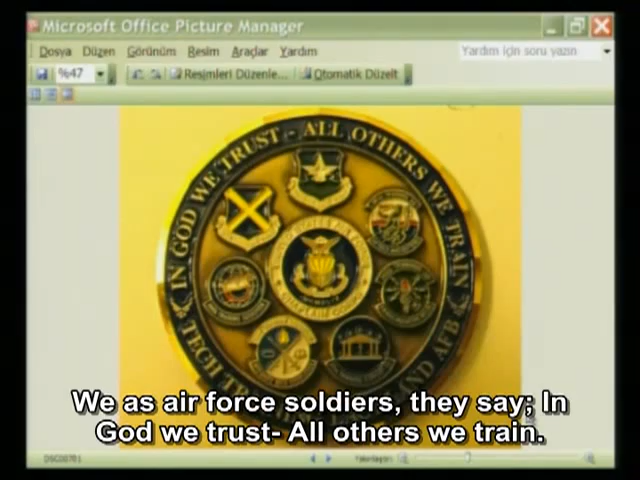 Microsoft Office Picture Manager
Dosya Düzen Görünüm Resim Araçlar Yardım
Yardım için soru yazın
%47
Resimleri Düzenle... Otomatik Düzelt
IN GOD WE TRUST - ALL OTHERS WE TRAIN
TECH
AND AFB
We as air force soldiers, they say; In
God we trust- All others we train.